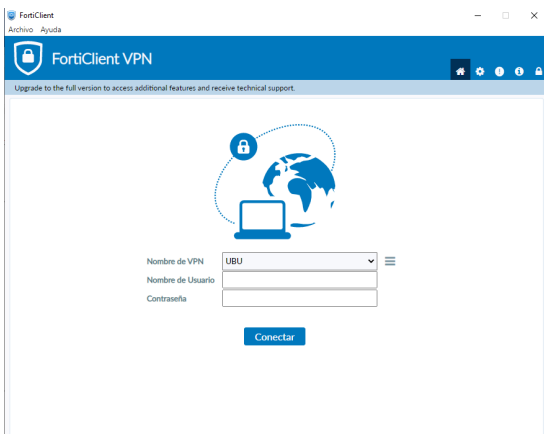 FortiClient
Archivo Ayuda
FortiClient VPN
Upgrade to the full version to access additional features and receive technical support.
Nombre de VPN UBU
Nombre de Usuario
Contraseña
Conectar